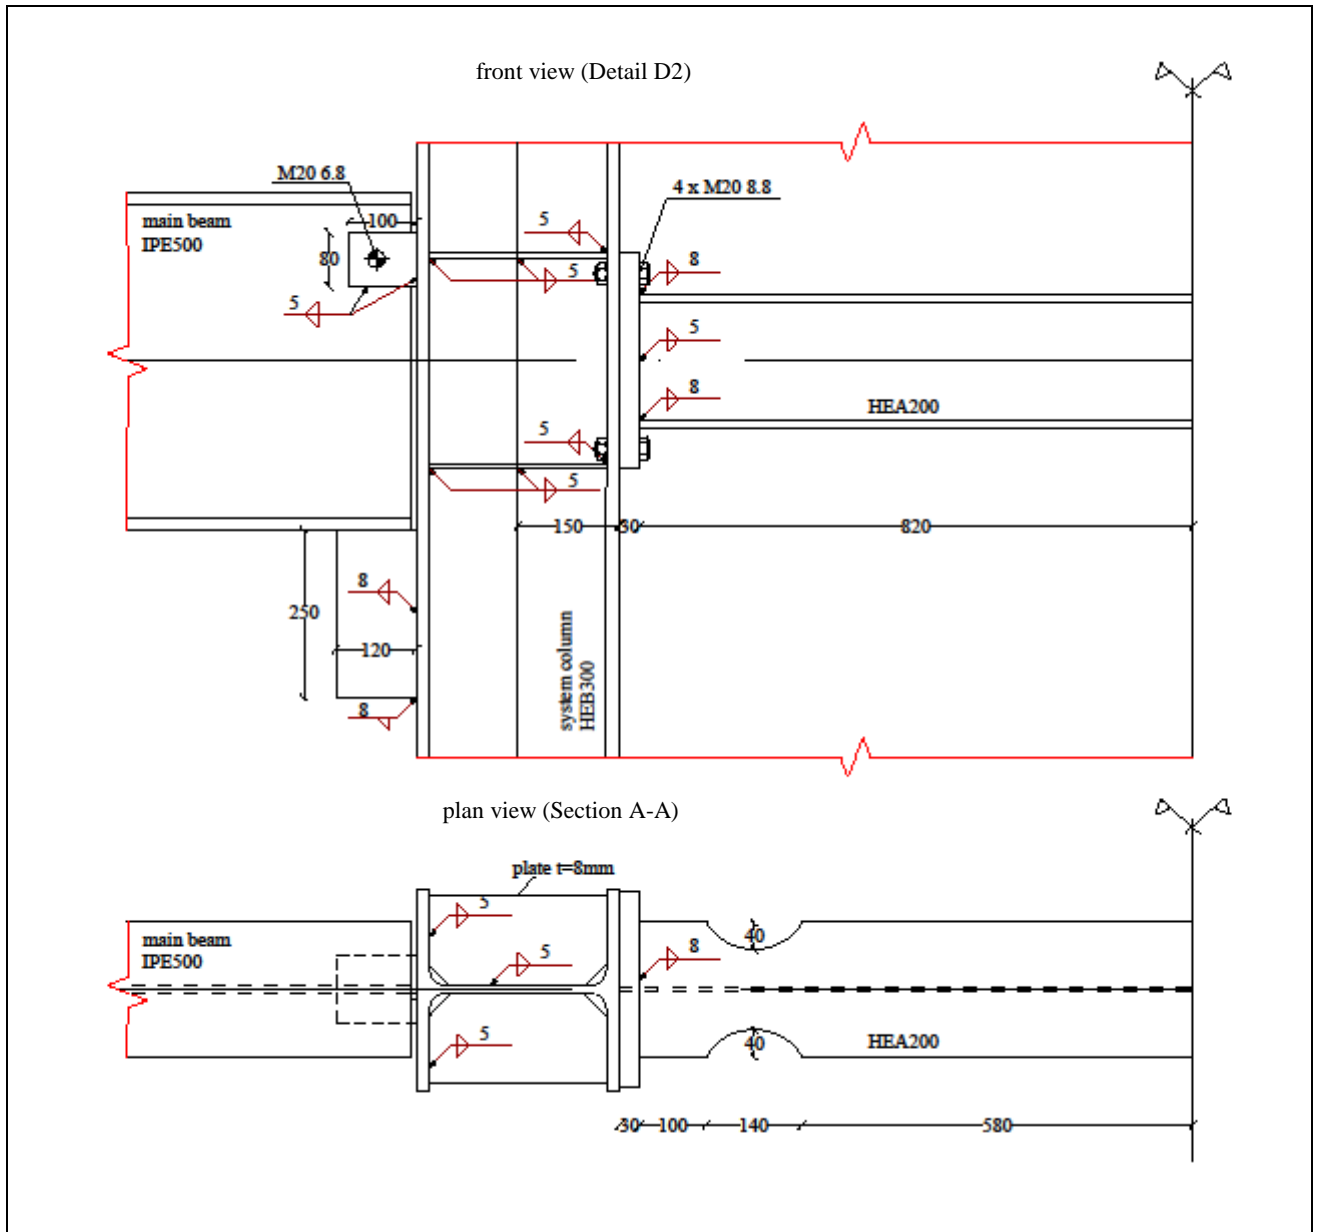 front view (Detail D2)
M20 6.8
4 x M20 8.8
main beam
IPE500
100
80
5
5
5
8
5
5
8
HEA200
5
5
150
30
820
8
250
120
8
system column
HEB300
plan view (Section A-A)
plate t=8mm
5
main beam
IPE500
40
5
8
5
40
HEA200
30
100
140
580